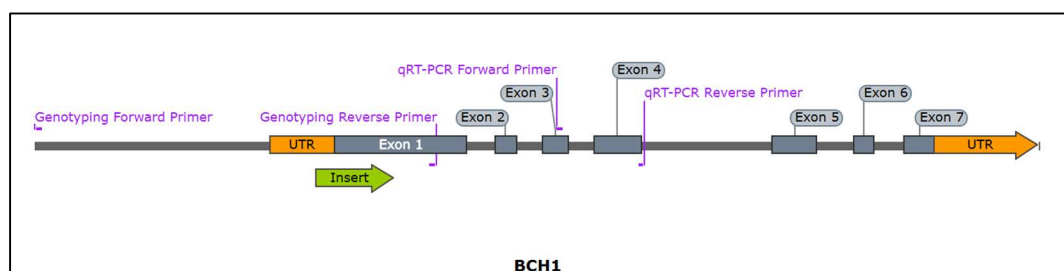 Exon 4
qRT-PCR Forward Primer
Exon 3
qRT-PCR Reverse Primer
Exon 6
Genotyping Forward Primer
Genotyping Reverse Primer
Exon 2
Exon 5
Exon 7
UTR
Exon 1
UTR
Insert
BCH1